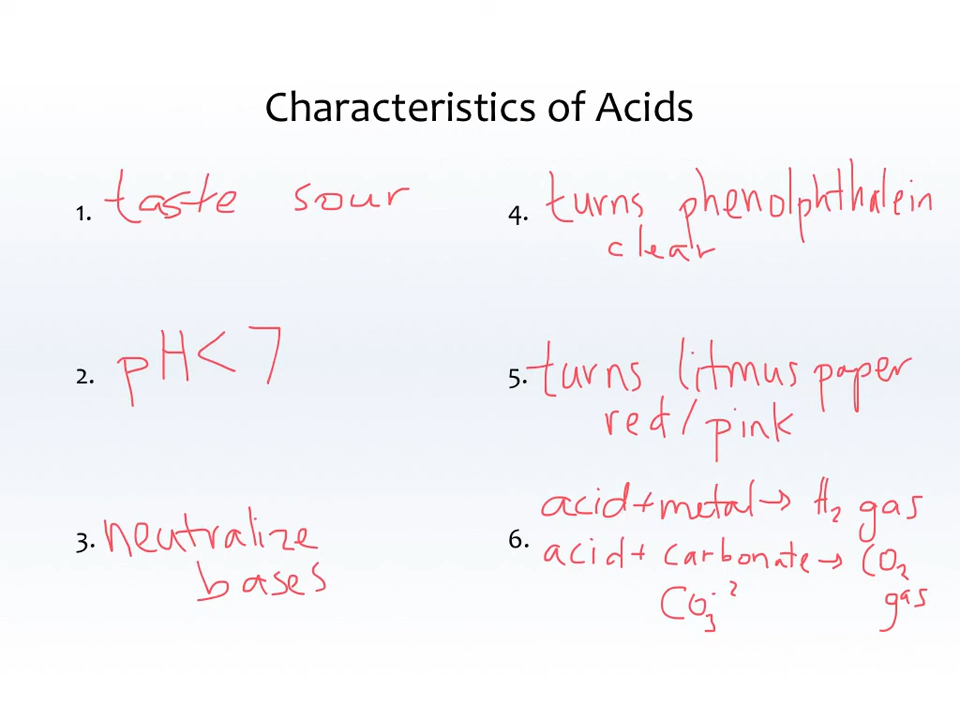 Characteristics of Acids
1. taste sour
2. pH < 7
3. neutralize
bases
4. turns phenolphthalein
clear
5. turns litmus paper
red/pink
6. acid + metal → H₂ gas
acid + carbonate → CO₂
CO₃⁻² gas